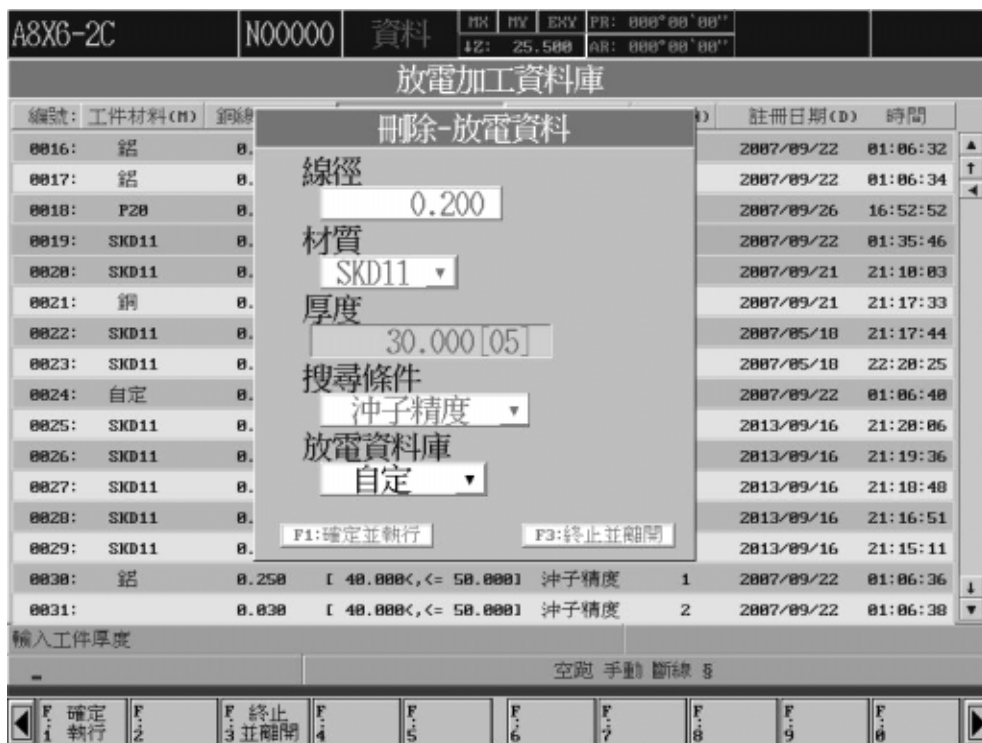 A8X6-2C N00000 資料 MX MY EXY PR: 000°00`00''
↓Z: 25.500 AR: 000°00`00''
放電加工資料庫
編號: 工件材料(M) 銅線 註冊日期(D) 時間
刪除-放電資料
線徑
0.200
材質
SKD11
厚度
30.000[05]
搜尋條件
沖子精度
放電資料庫
自定
F1:確定並執行 F3:終止並離開
0016: 鋁 0. 2007/09/22 01:06:32
0017: 鋁 0. 2007/09/22 01:06:34
0018: P20 0. 2007/09/26 16:52:52
0019: SKD11 0. 2007/09/22 01:35:46
0020: SKD11 0. 2007/09/21 21:10:03
0021: 銅 0. 2007/09/21 21:17:33
0022: SKD11 0. 2007/05/18 21:17:44
0023: SKD11 0. 2007/05/18 22:20:25
0024: 自定 0. 2007/09/22 01:06:40
0025: SKD11 0. 2013/09/16 21:20:06
0026: SKD11 0. 2013/09/16 21:19:36
0027: SKD11 0. 2013/09/16 21:18:48
0028: SKD11 0. 2013/09/16 21:16:51
0029: SKD11 0. 2013/09/16 21:15:11
0030: 鋁 0.250 [ 40.000<,<= 50.000] 沖子精度 1 2007/09/22 01:06:36
0031: 0.030 [ 40.000<,<= 50.000] 沖子精度 2 2007/09/22 01:06:38
輸入工件厚度
空跑 手動 斷線 §
F1 確定執行 F2 F3 終止並離開 F4 F5 F6 F7 F8 F9 F0